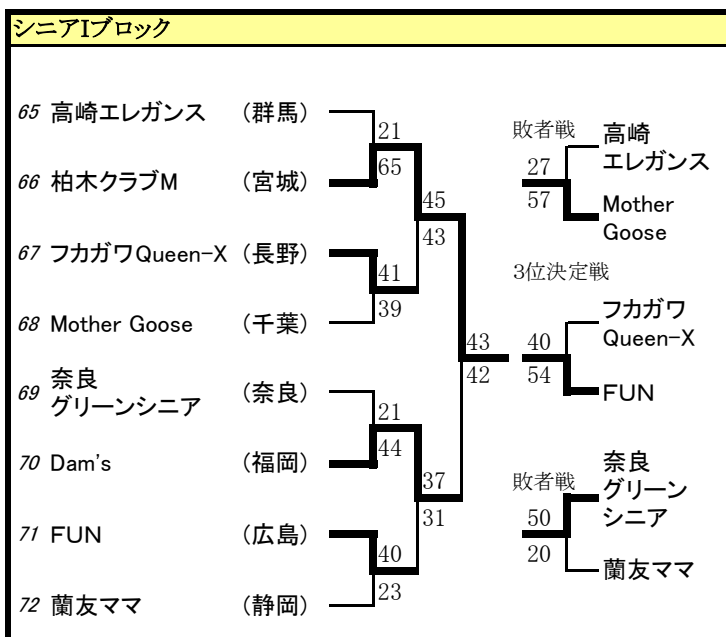 シニアIブロック
65 高崎エレガンス (群馬)
21
65
66 柏木クラブM (宮城)
45
43
67 フカガワQueen-X (長野)
41
39
68 Mother Goose (千葉)
43
42
69 奈良
グリーンシニア (奈良)
21
44
70 Dam's (福岡)
37
31
71 FUN (広島)
40
23
72 蘭友ママ (静岡)
敗者戦
高崎
エレガンス
27
57
Mother
Goose
3位決定戦
フカガワ
Queen-X
40
54
FUN
敗者戦
奈良
グリーン
シニア
50
20
蘭友ママ